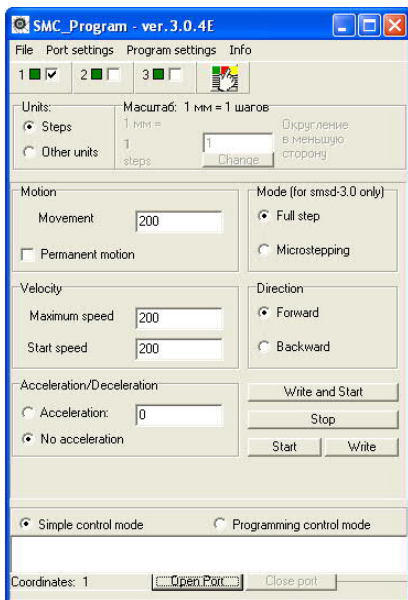 SMC_Program - ver.3.0.4E
File Port settings Program settings Info
1 2 3
Units:
Масштаб: 1 мм = 1 шагов
Steps
Other units
1 мм =
1
steps
1
Change
Округление
в меньшую
сторону
Motion
Movement 200
Permanent motion
Mode (for smsd-3.0 only)
Full step
Microstepping
Velocity
Maximum speed 200
Start speed 200
Direction
Forward
Backward
Acceleration/Deceleration
Acceleration: 0
No acceleration
Write and Start
Stop
Start Write
Simple control mode Programming control mode
Coordinates: 1 Open Port Close port